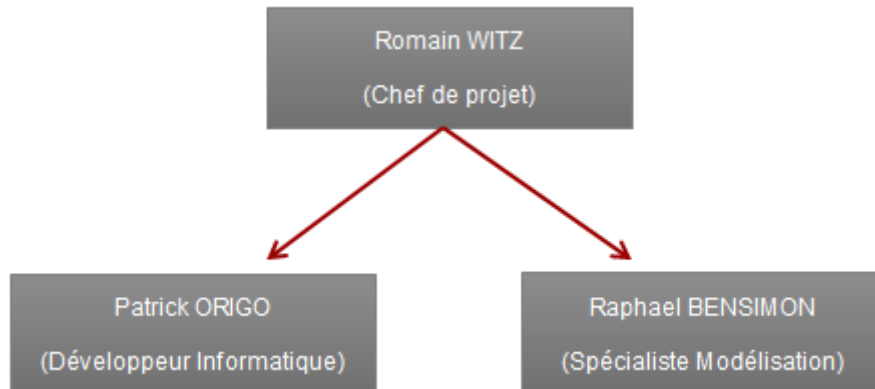 Romain WITZ
(Chef de projet)
Patrick ORIGO
(Développeur Informatique)
Raphael BENSIMON
(Spécialiste Modélisation)